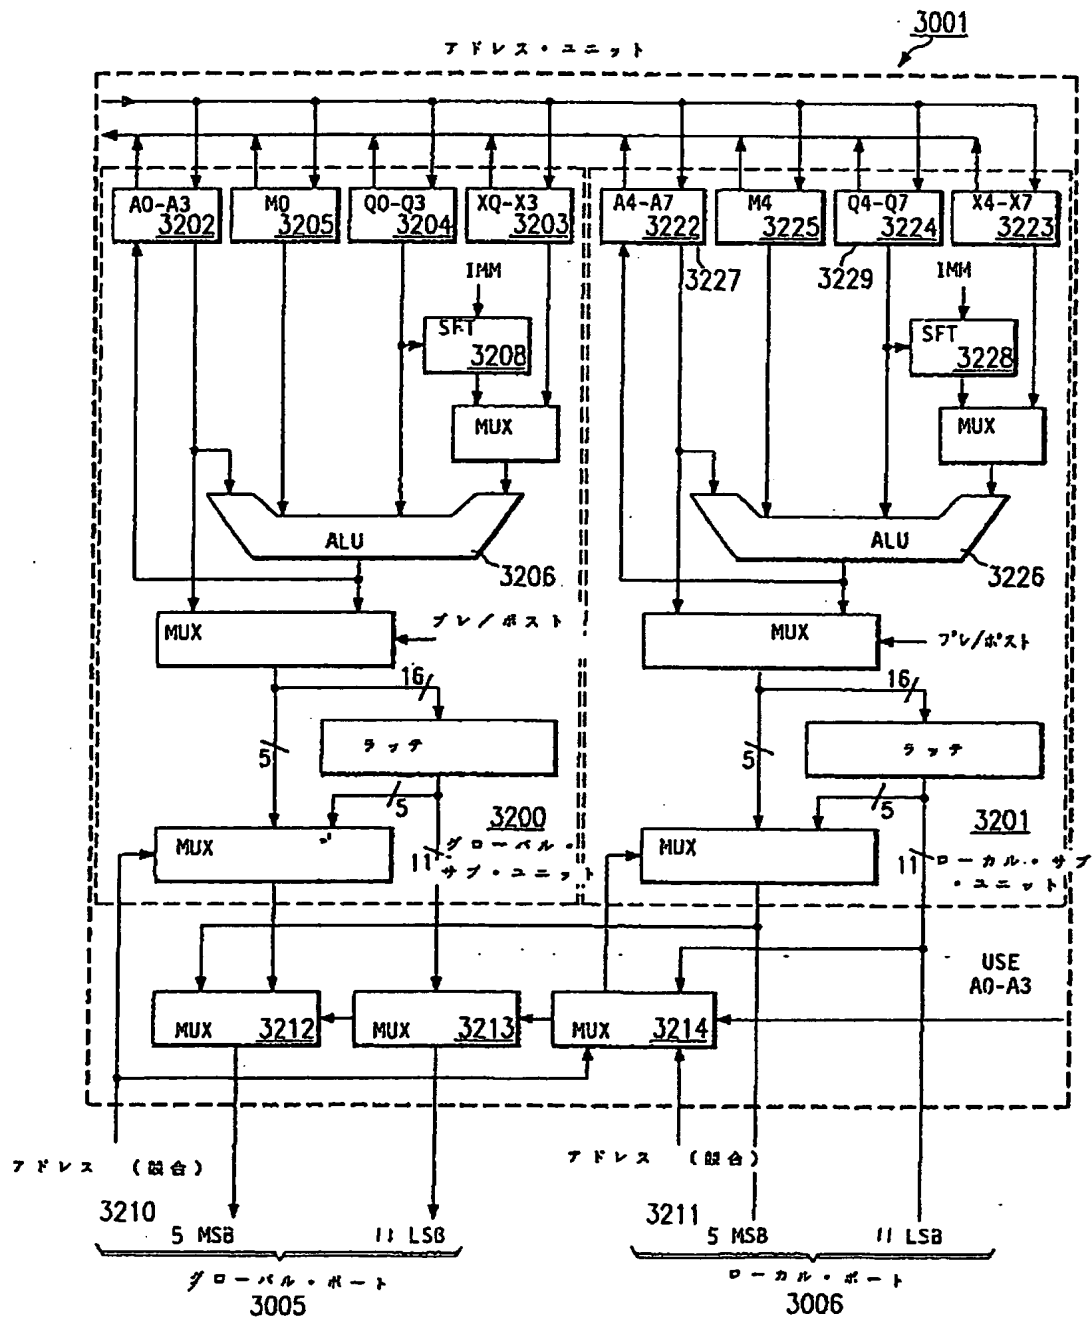 3001
アドレス・ユニット
A0-A3
3202
M0
3205
Q0-Q3
3204
XQ-X3
3203
A4-A7
3222
M4
3225
Q4-Q7
3224
X4-X7
3223
3227
3229
IMM
IMM
SFT
3208
SFT
3228
MUX
MUX
ALU
3206
ALU
3226
MUX
プレ/ポスト
MUX
プレ/ポスト
16
16
5
ラッチ
5
ラッチ
5
5
3200
3201
MUX
11
グローバル・
サブ・ユニット
MUX
11
ローカル・サブ
・ユニット
USE
A0-A3
MUX
3212
MUX
3213
MUX
3214
アドレス (競合)
アドレス (競合)
3210
5 MSB
11 LSB
3211
5 MSB
11 LSB
グローバル・ポート
3005
ローカル・ポート
3006